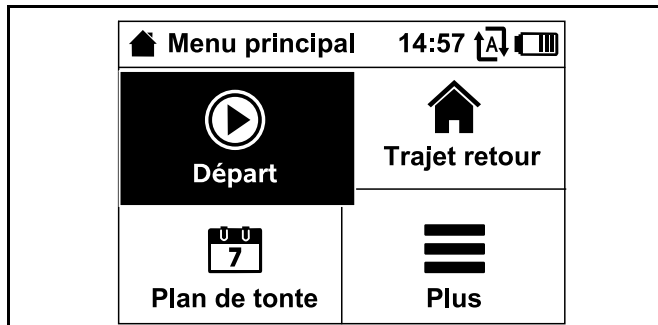 Menu principal 14:57 A
Départ
Trajet retour
7
Plan de tonte
Plus